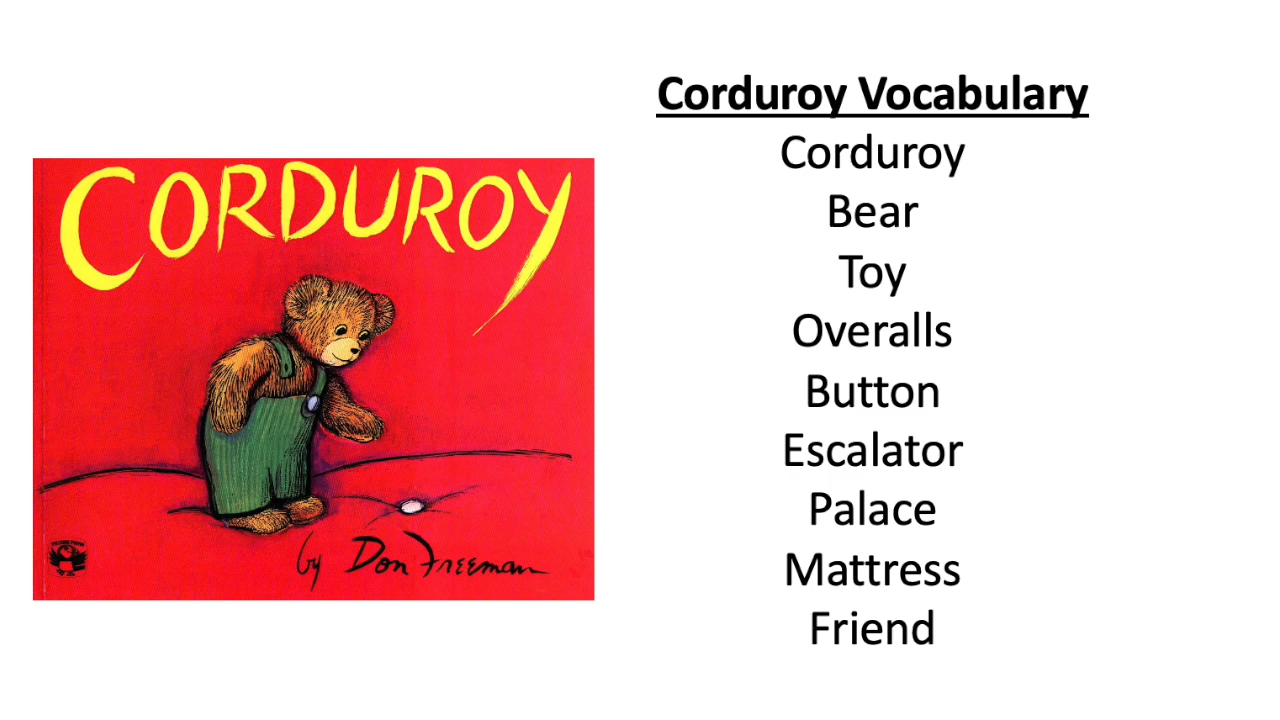 CORDUROY
by Don Freeman
Corduroy Vocabulary
Corduroy
Bear
Toy
Overalls
Button
Escalator
Palace
Mattress
Friend